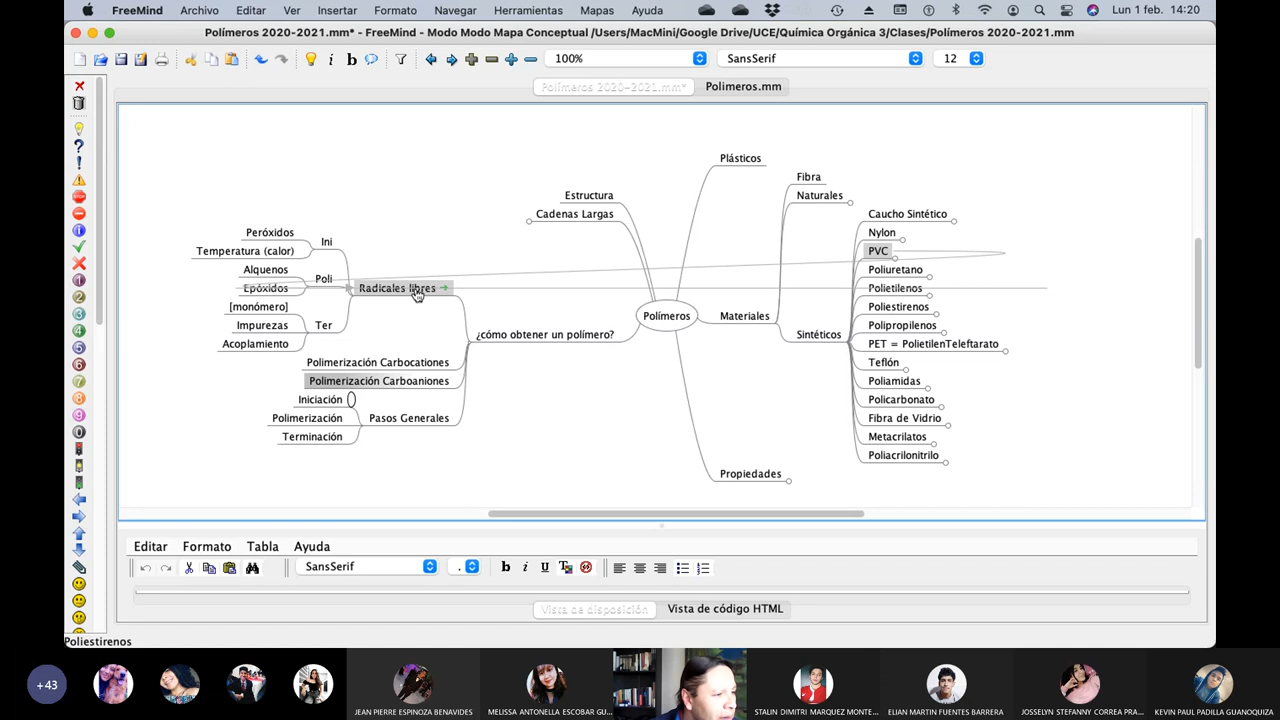 FreeMind Archivo Editar Ver Insertar Formato Navegar Herramientas Mapas Ayuda Lun 1 feb. 14:20
Polímeros 2020-2021.mm* - FreeMind - Modo Modo Mapa Conceptual /Users/MacMini/Google Drive/UCE/Química Orgánica 3/Clases/Polímeros 2020-2021.mm
100% SansSerif 12
Polímeros 2020-2021.mm* Polimeros.mm
Plásticos
Fibra
Estructura Naturales
Cadenas Largas Caucho Sintético
Peróxidos Ini Nylon
Temperatura (calor) PVC
Alquenos Poli Poliuretano
Epóxidos Radicales libres Polietilenos
[monómero] Poliestirenos
Polímeros Materiales
Impurezas Ter Polipropilenos
¿cómo obtener un polímero? Sintéticos
Acoplamiento PET = PolietilenTeleftarato
Polimerización Carbocationes Teflón
Polimerización Carboaniones Poliamidas
Iniciación Policarbonato
Polimerización Pasos Generales Fibra de Vidrio
Terminación Metacrilatos
Poliacrilonitrilo
Propiedades
Editar Formato Tabla Ayuda
SansSerif . b i U
Vista de disposición Vista de código HTML
Poliestirenos
+43 JEAN PIERRE ESPINOZA BENAVIDES MELISSA ANTONELLA ESCOBAR GU... STALIN DIMITRI MARQUEZ MONTE... ELIAN MARTIN FUENTES BARRERA JOSSELYN STEFANNY CORREA PRA... KEVIN PAUL PADILLA GUANOQUIZA